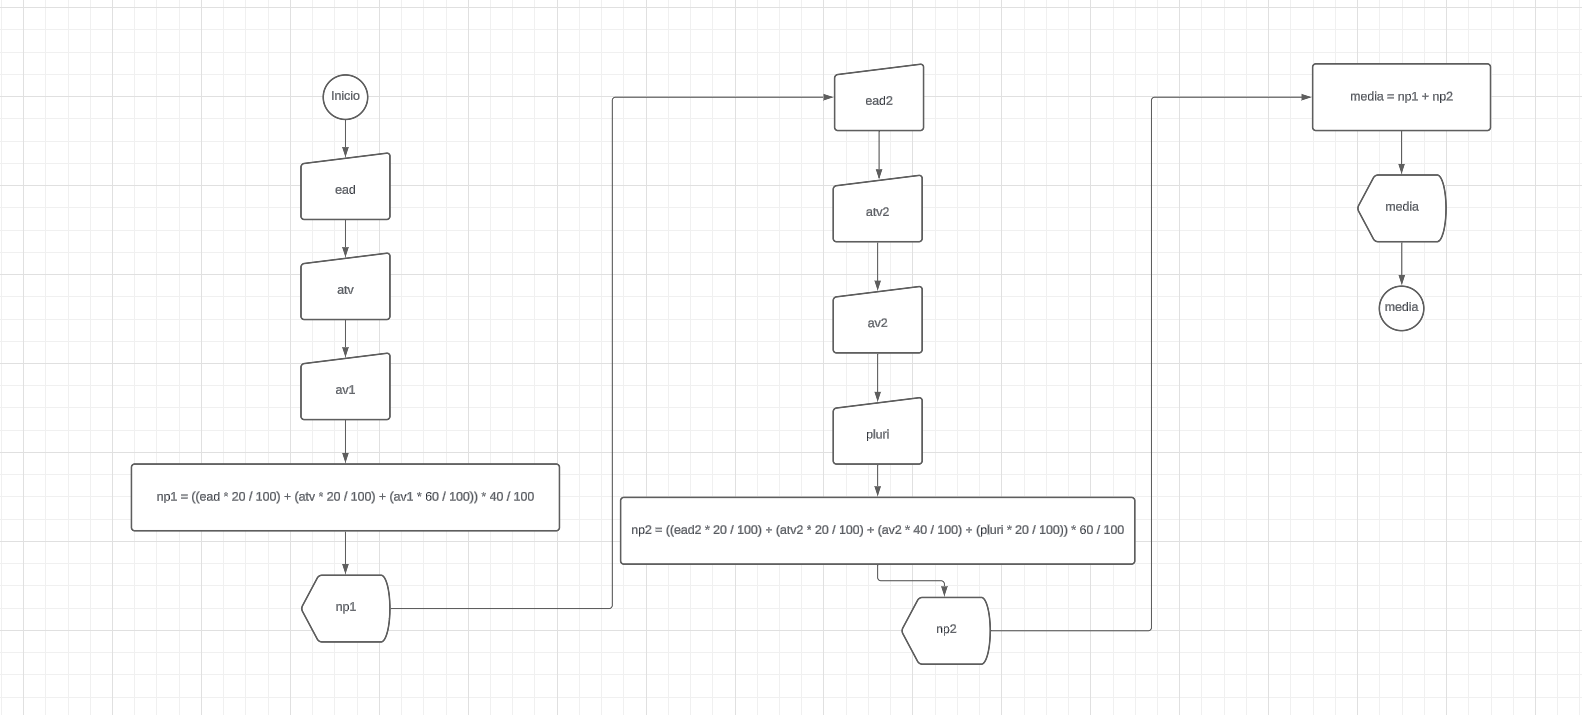 Inicio
ead
atv
av1
np1 = ((ead * 20 / 100) + (atv * 20 / 100) + (av1 * 60 / 100)) * 40 / 100
np1
ead2
atv2
av2
pluri
np2 = ((ead2 * 20 / 100) + (atv2 * 20 / 100) + (av2 * 40 / 100) + (pluri * 20 / 100)) * 60 / 100
np2
media = np1 + np2
media
media